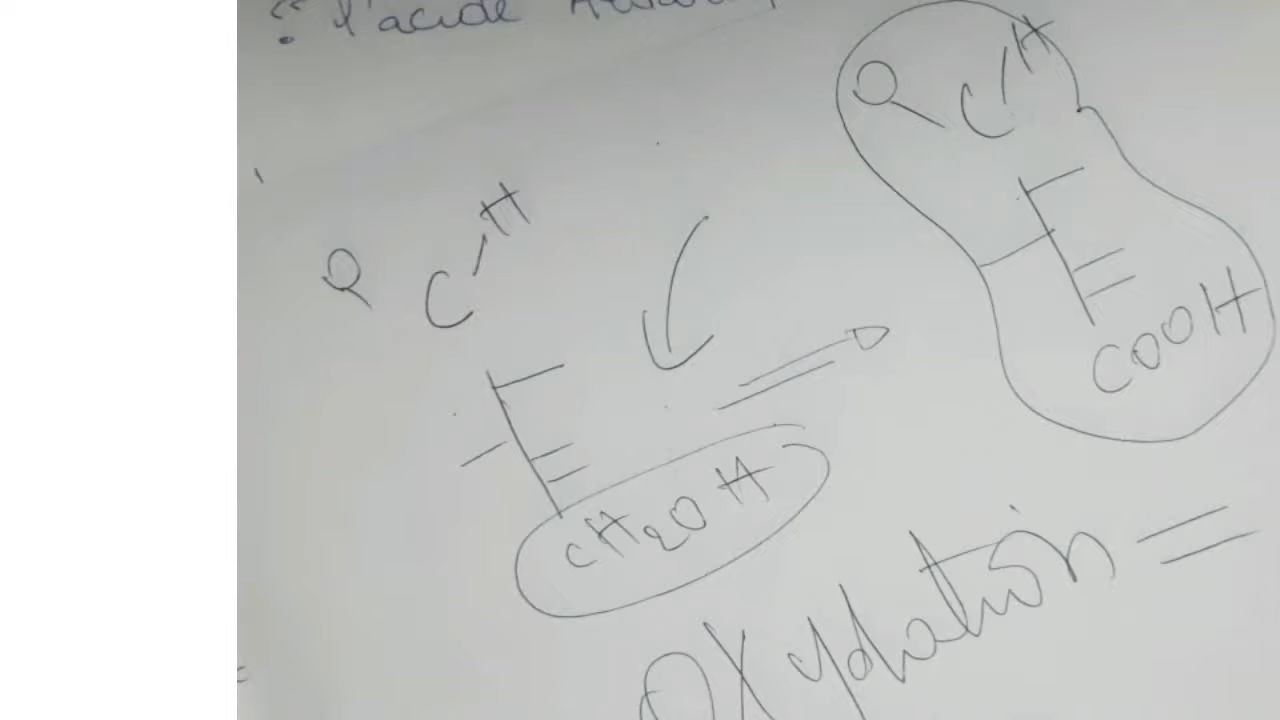 l'acide
O C H
O C H
COOH
CH2OH
Oxydation =